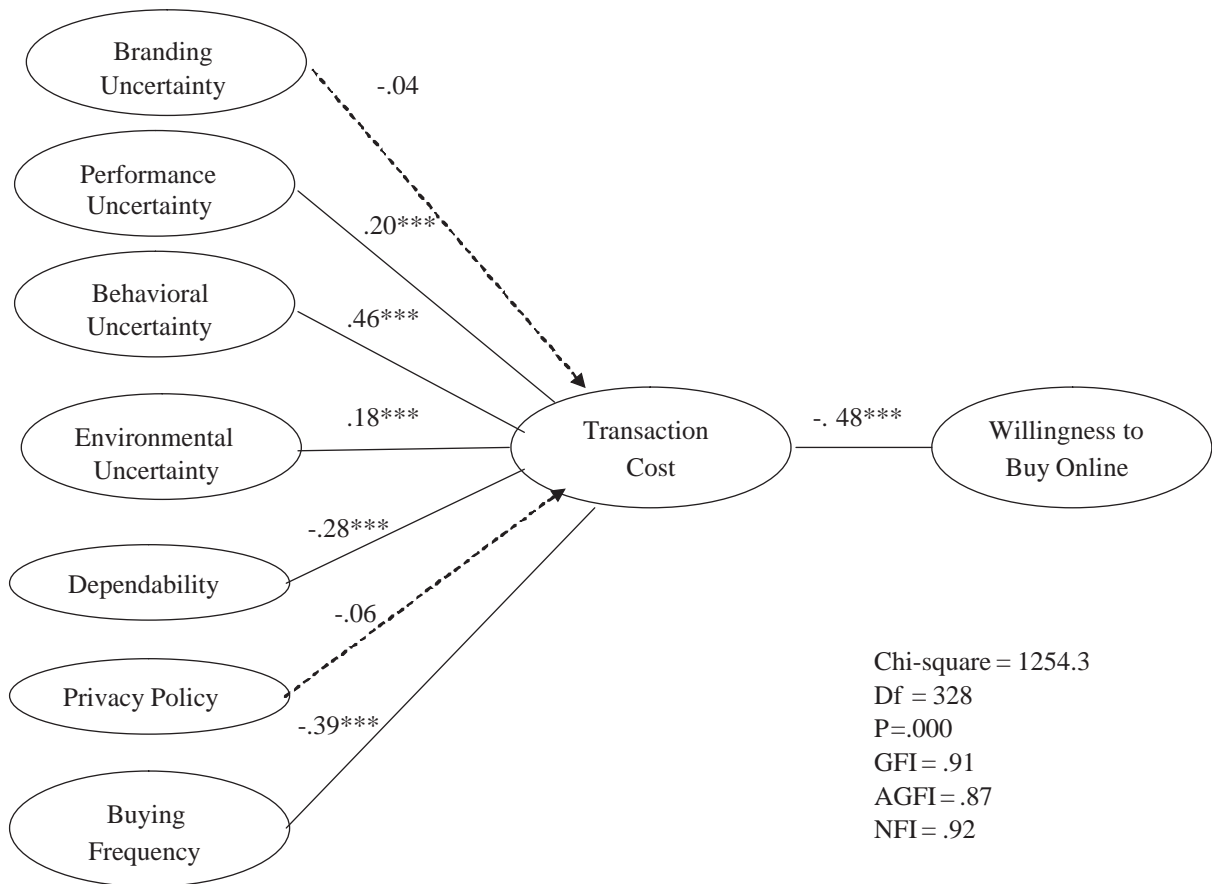 Branding
Uncertainty
-.04
Performance
Uncertainty
.20***
Behavioral
Uncertainty
.46***
Environmental
Uncertainty
.18***
Transaction
Cost
-. 48***
Willingness to
Buy Online
-.28***
Dependability
-.06
Privacy Policy
-.39***
Buying
Frequency
Chi-square = 1254.3
Df = 328
P=.000
GFI = .91
AGFI = .87
NFI = .92